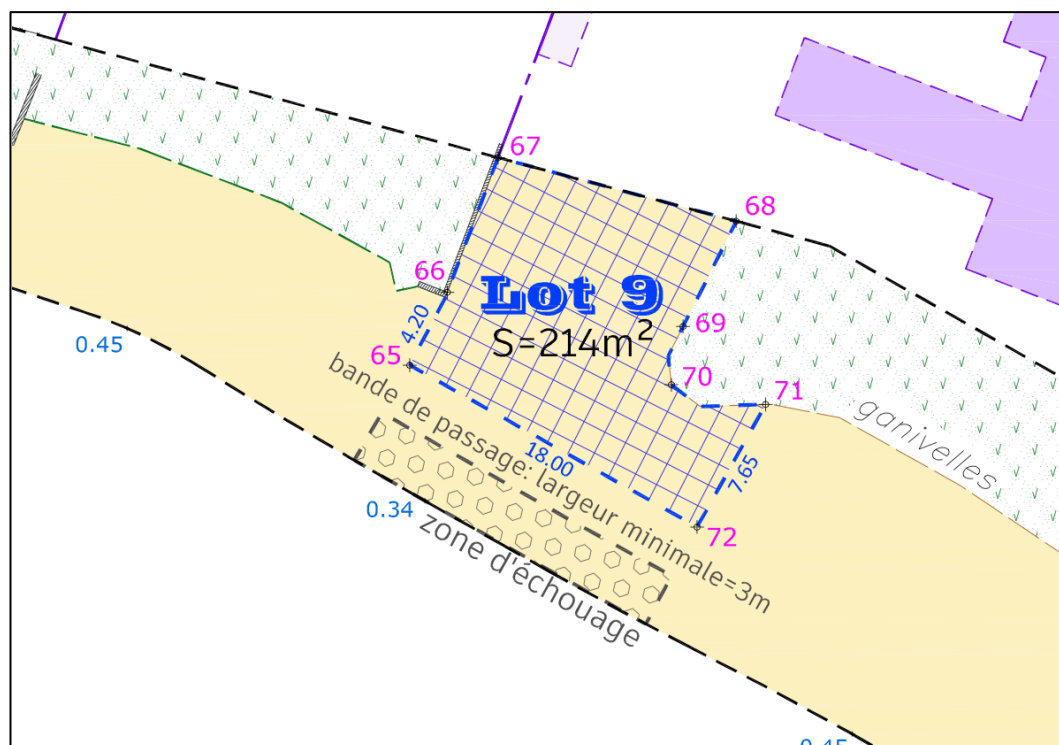 67
68
66
Lot 9
69
S=214m²
4.20
0.45
65
70
71
bande de passage: largeur minimale=3m
ganivelles
18.00
7.65
0.34
72
zone d'échouage
0.45